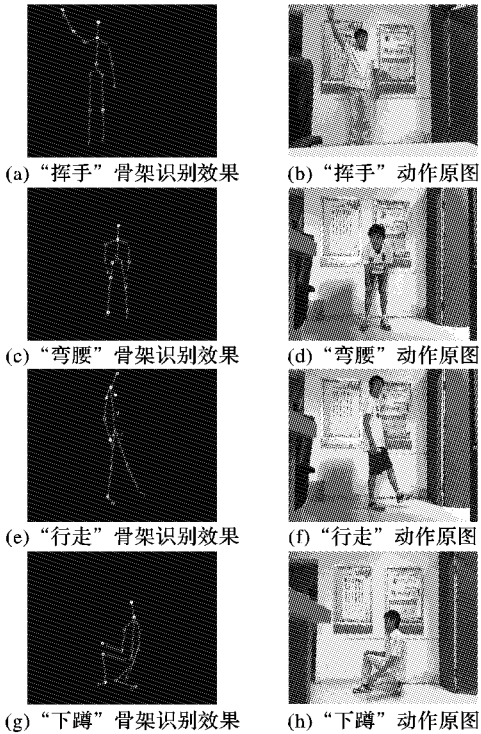 (a) “挥手” 骨架识别效果
(b) “挥手” 动作原图
(c) “弯腰” 骨架识别效果
(d) “弯腰” 动作原图
(e) “行走” 骨架识别效果
(f) “行走” 动作原图
(g) “下蹲” 骨架识别效果
(h) “下蹲” 动作原图